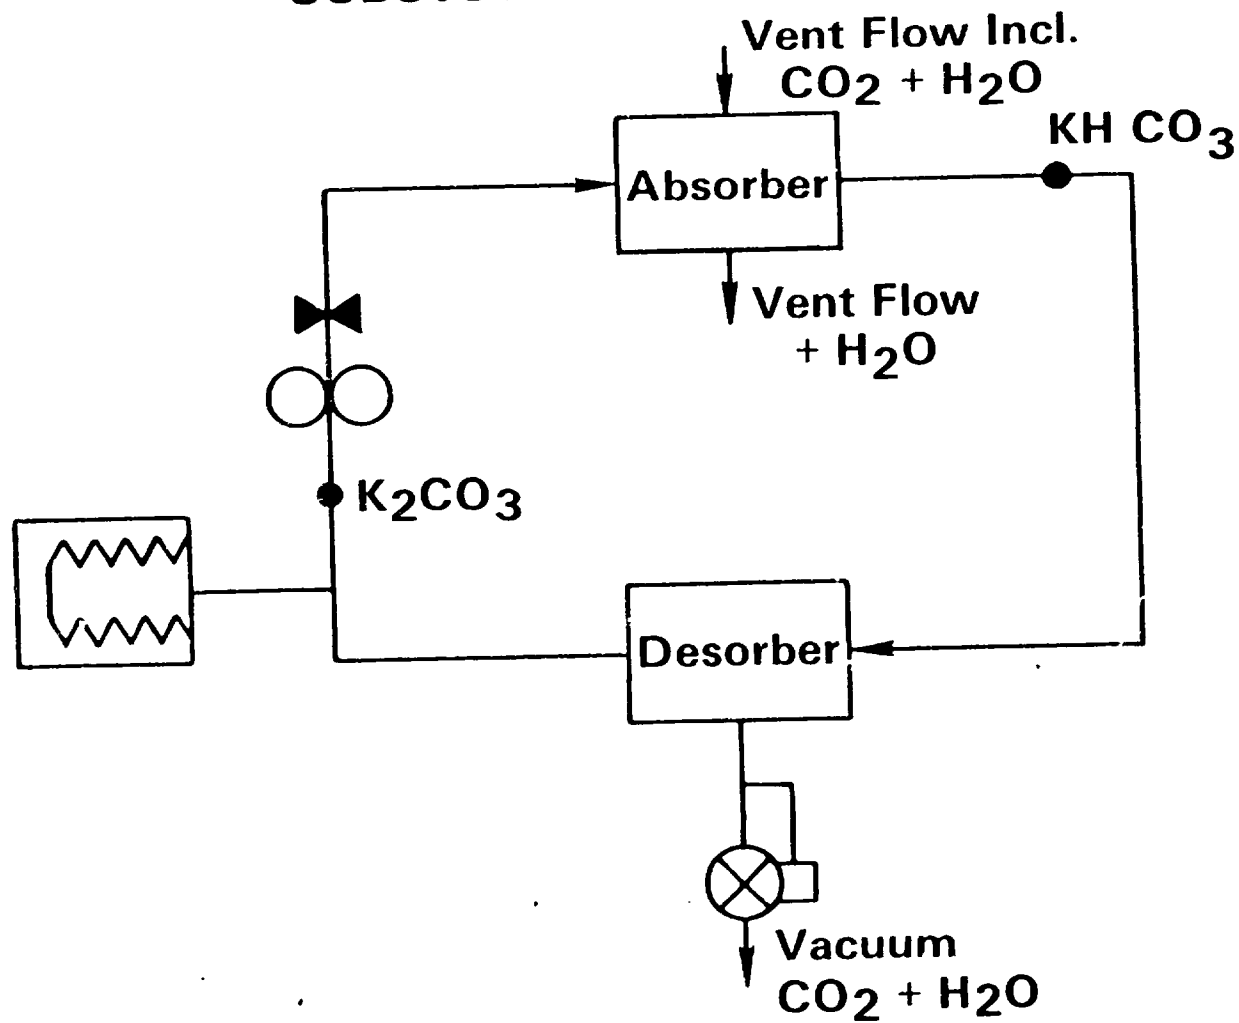 Vent Flow Incl.
CO2 + H2O
KH CO3
Absorber
Vent Flow
+ H2O
K2CO3
Desorber
Vacuum
CO2 + H2O